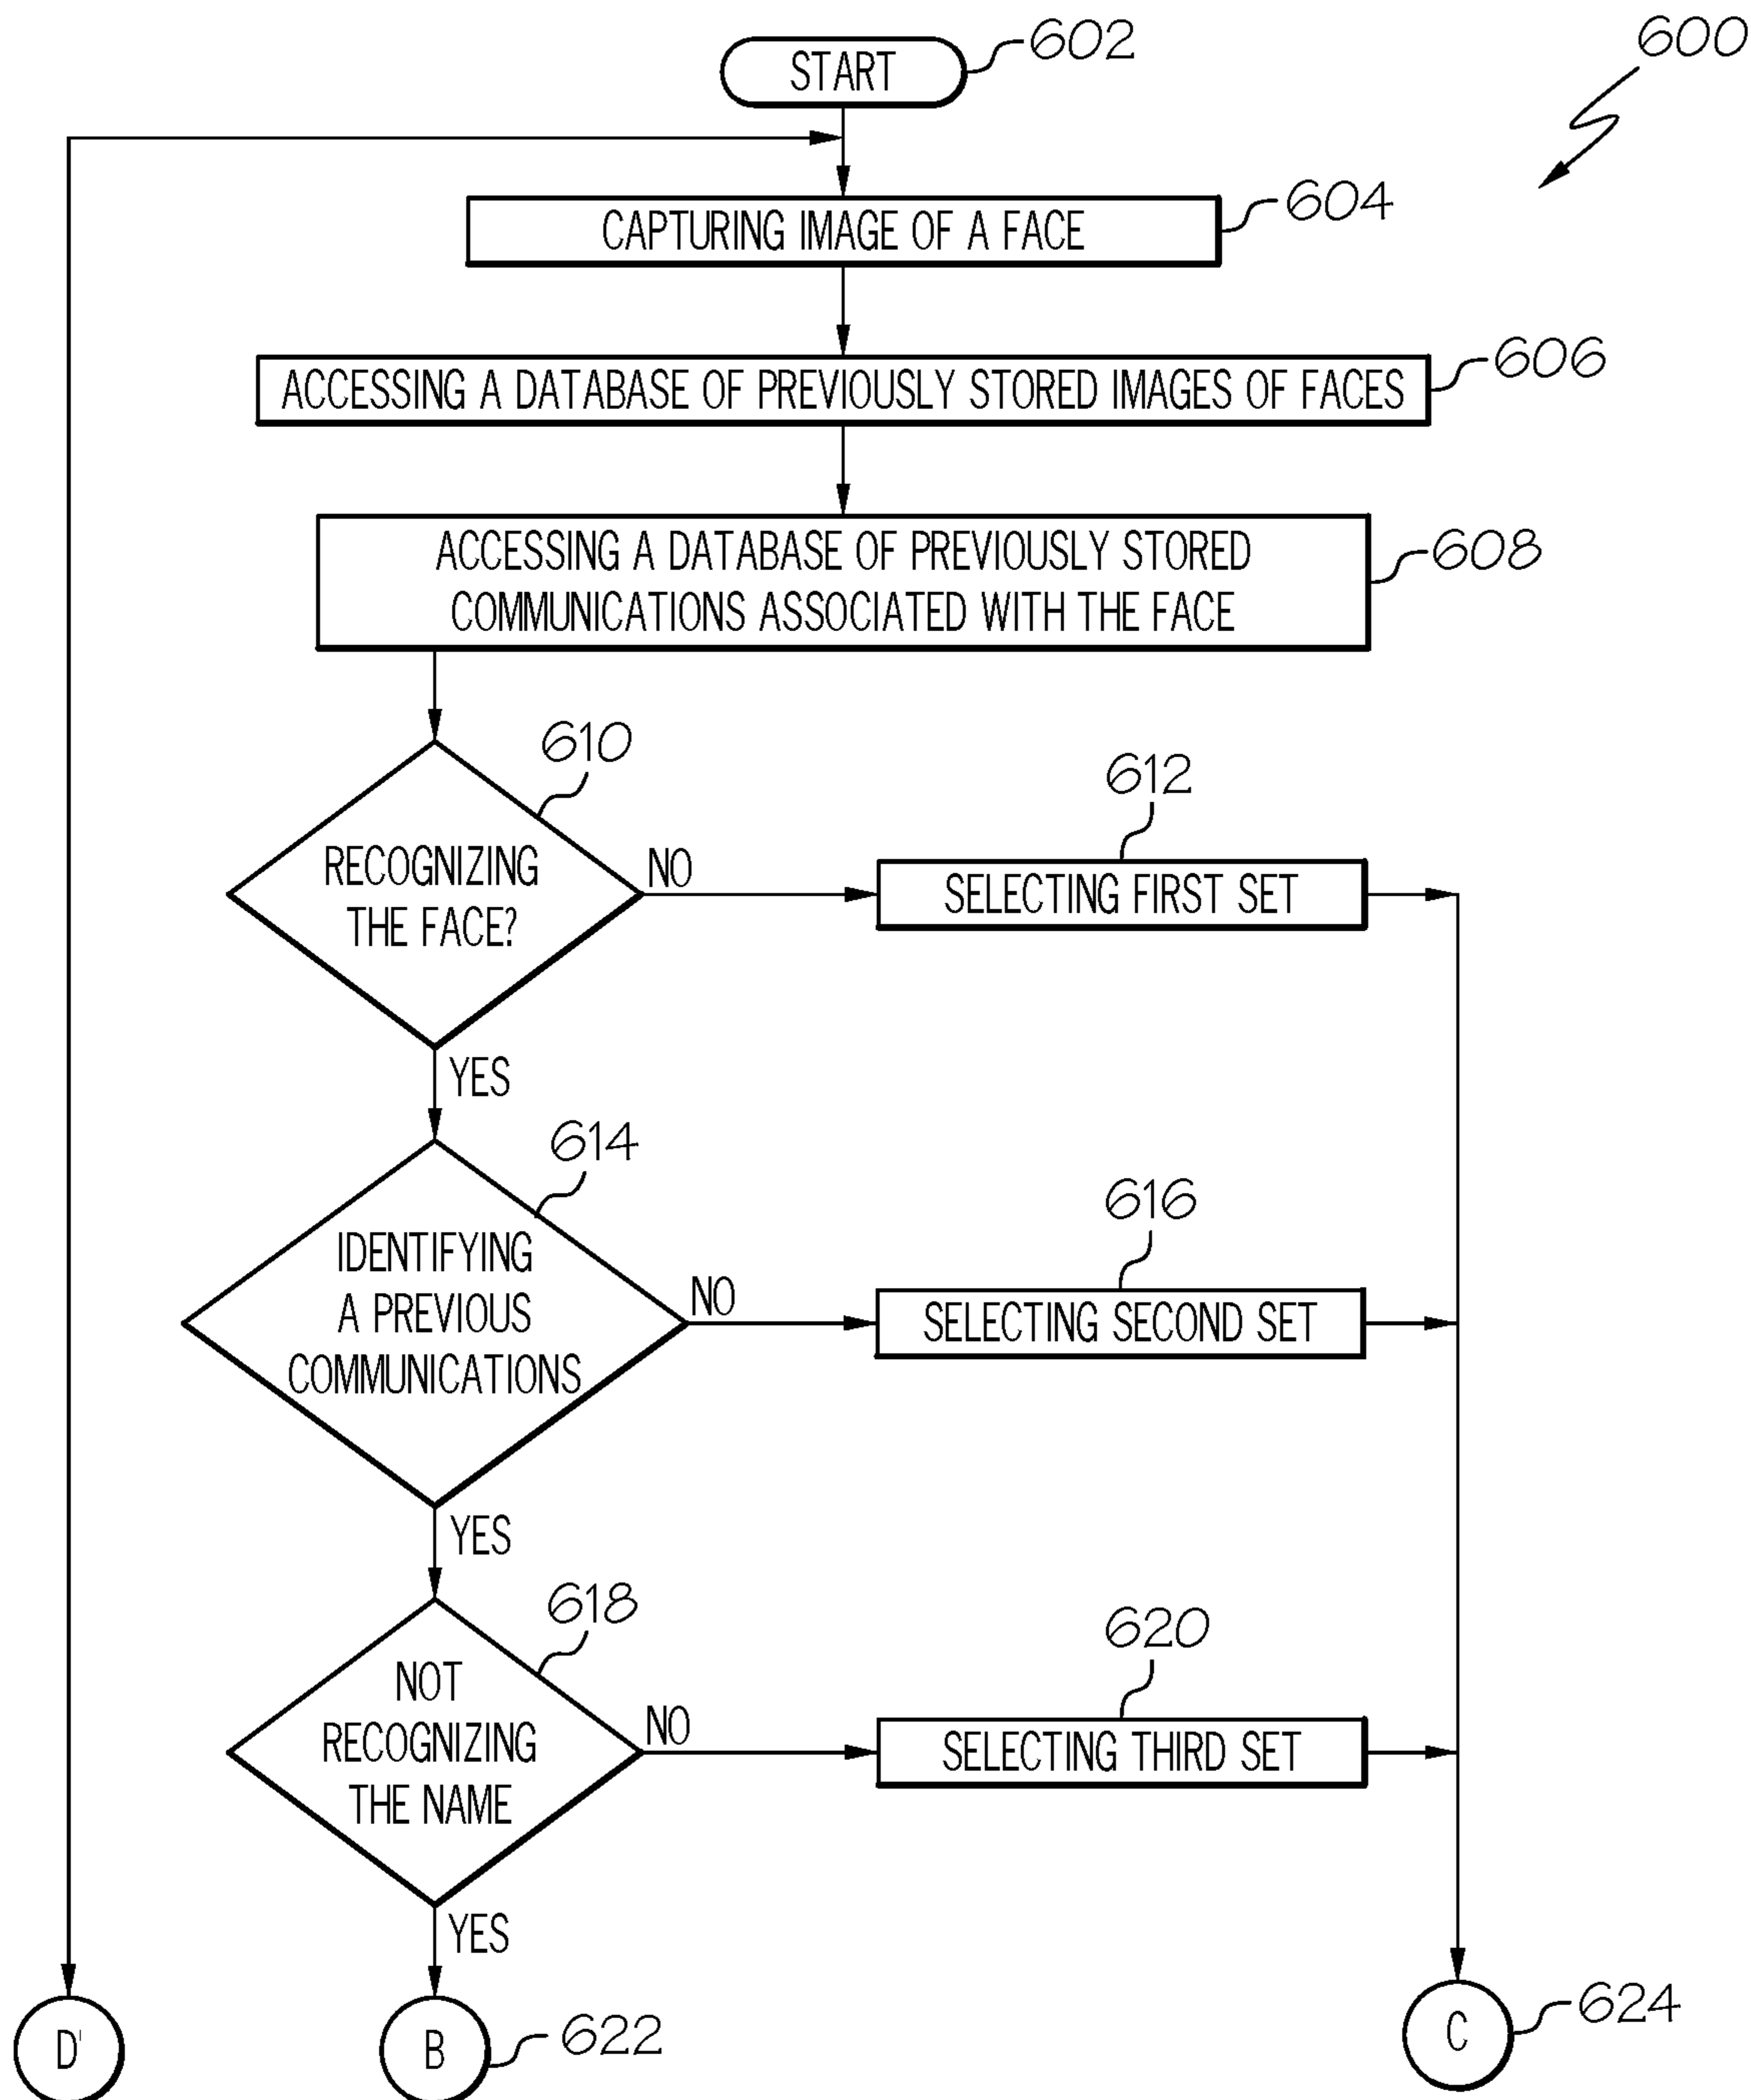 600
START
602
CAPTURING IMAGE OF A FACE
604
ACCESSING A DATABASE OF PREVIOUSLY STORED IMAGES OF FACES
606
ACCESSING A DATABASE OF PREVIOUSLY STORED
COMMUNICATIONS ASSOCIATED WITH THE FACE
608
610
RECOGNIZING
THE FACE?
NO
612
SELECTING FIRST SET
YES
614
IDENTIFYING
A PREVIOUS
COMMUNICATIONS
NO
616
SELECTING SECOND SET
YES
618
NOT
RECOGNIZING
THE NAME
NO
620
SELECTING THIRD SET
YES
D'
B
622
C
624